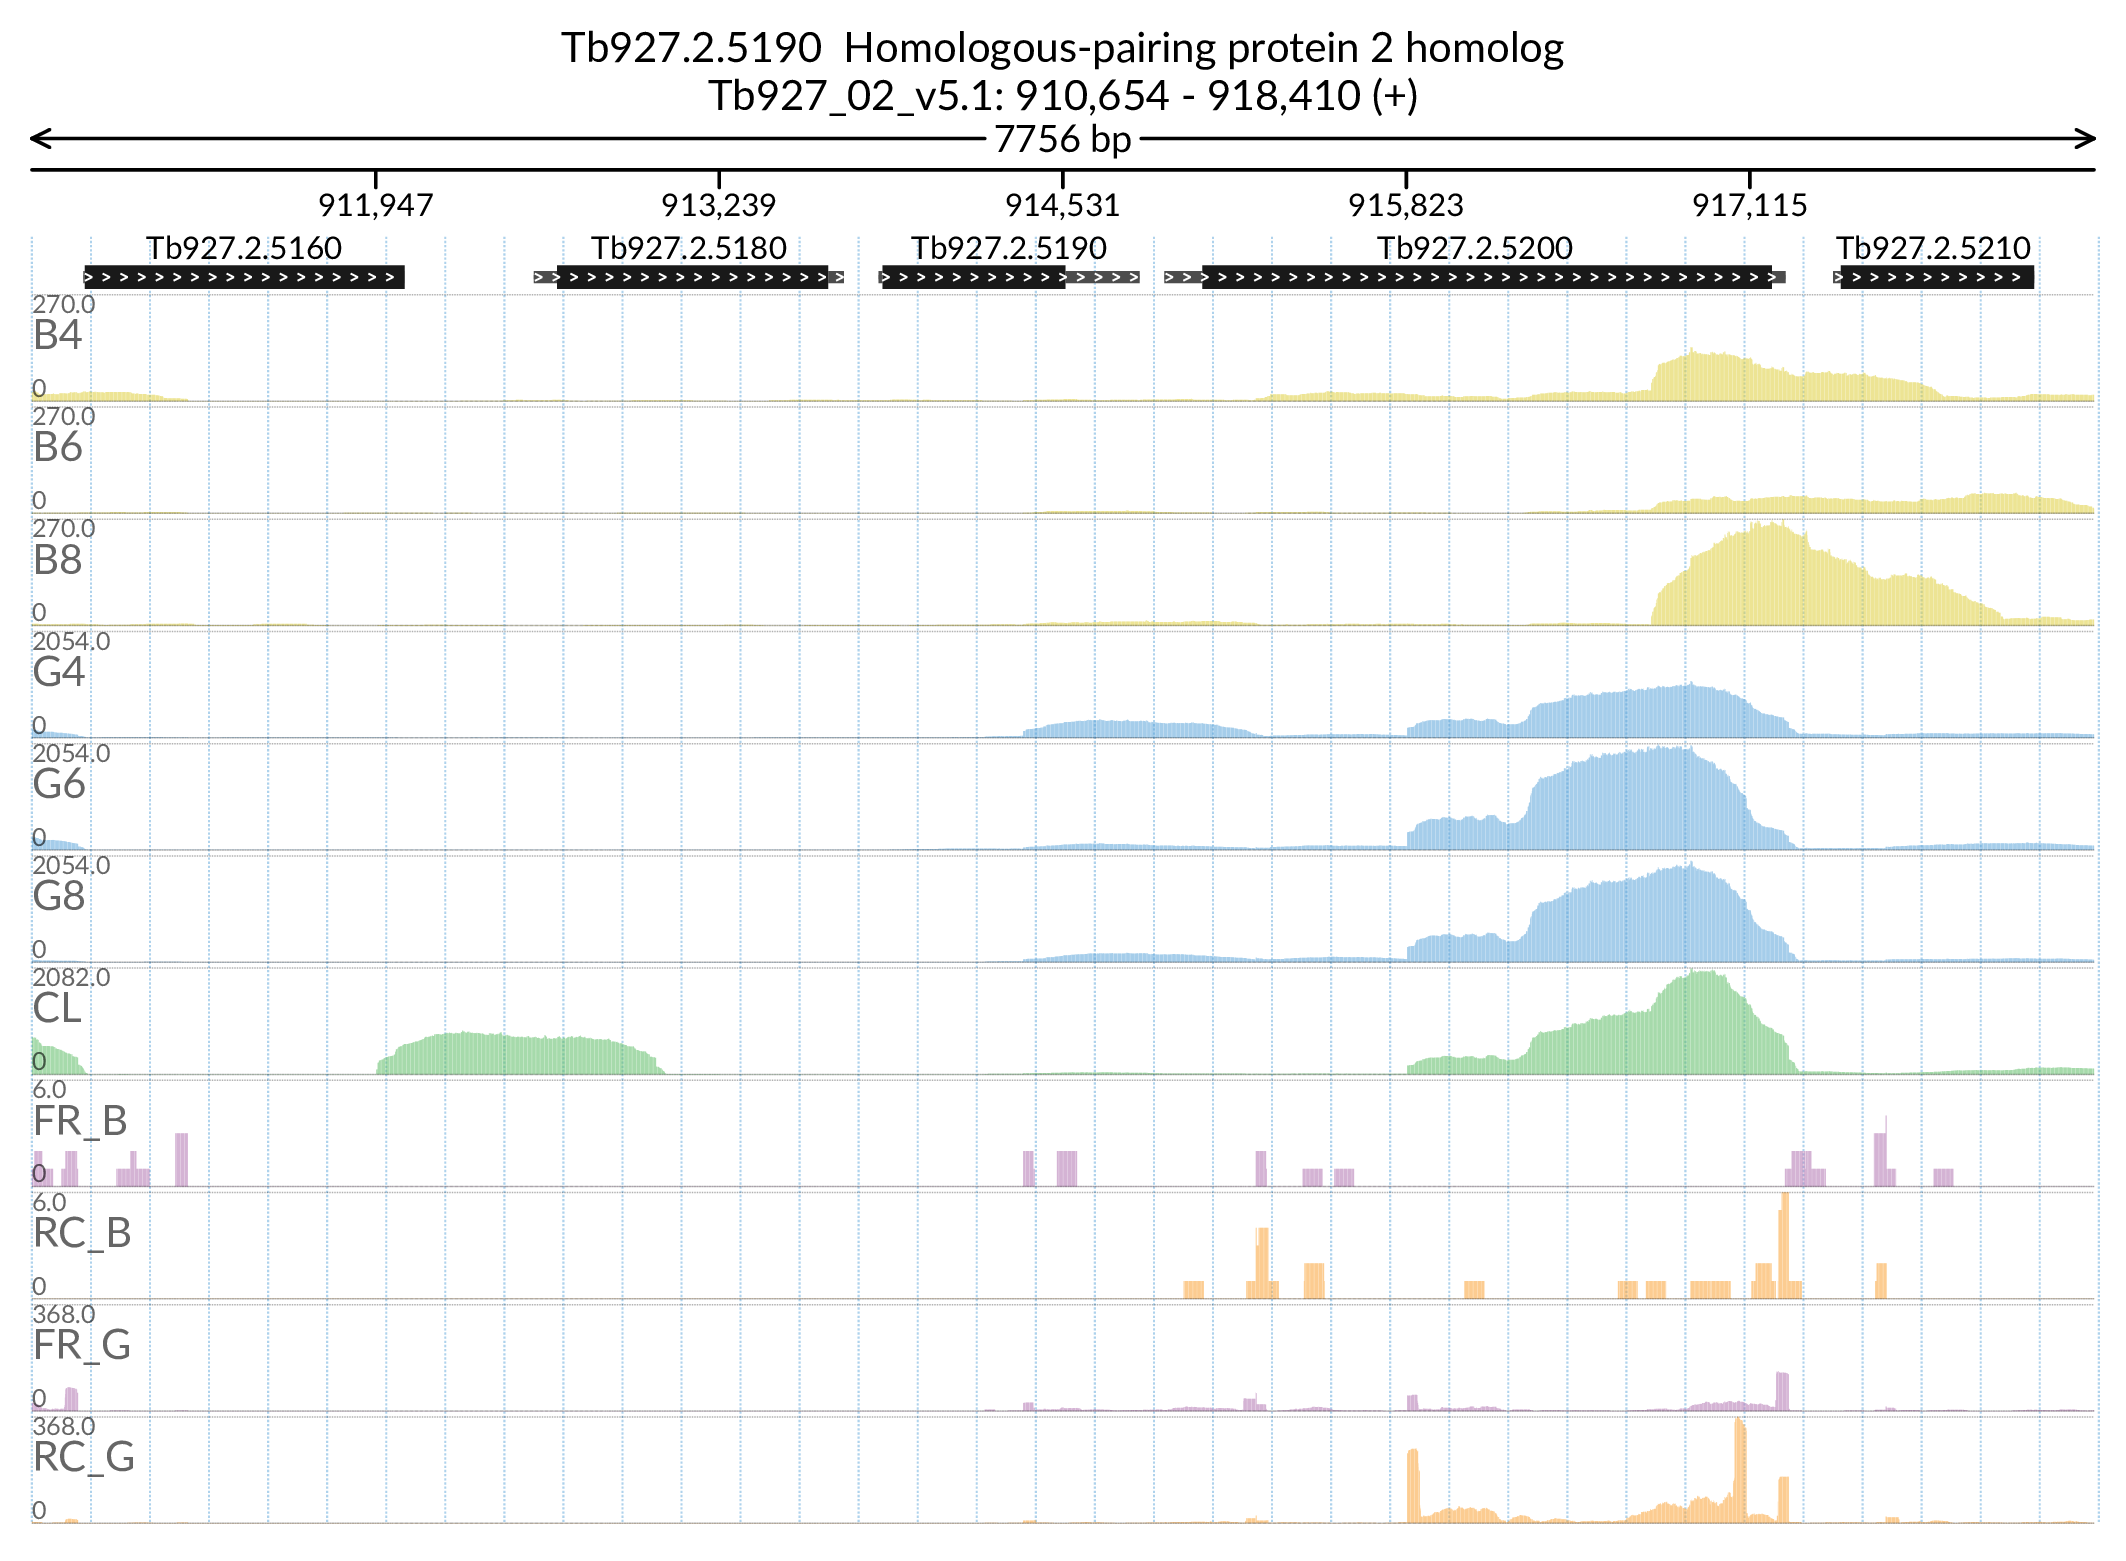 Tb927.2.5190 Homologous-pairing protein 2 homolog
Tb927_02_v5.1: 910,654 - 918,410 (+)
7756 bp
911,947 913,239 914,531 915,823 917,115
Tb927.2.5160 Tb927.2.5180 Tb927.2.5190 Tb927.2.5200 Tb927.2.5210
270.0
B4
0
270.0
B6
0
270.0
B8
0
2054.0
G4
0
2054.0
G6
0
2054.0
G8
0
2082.0
CL
0
6.0
FR_B
0
6.0
RC_B
0
368.0
FR_G
0
368.0
RC_G
0